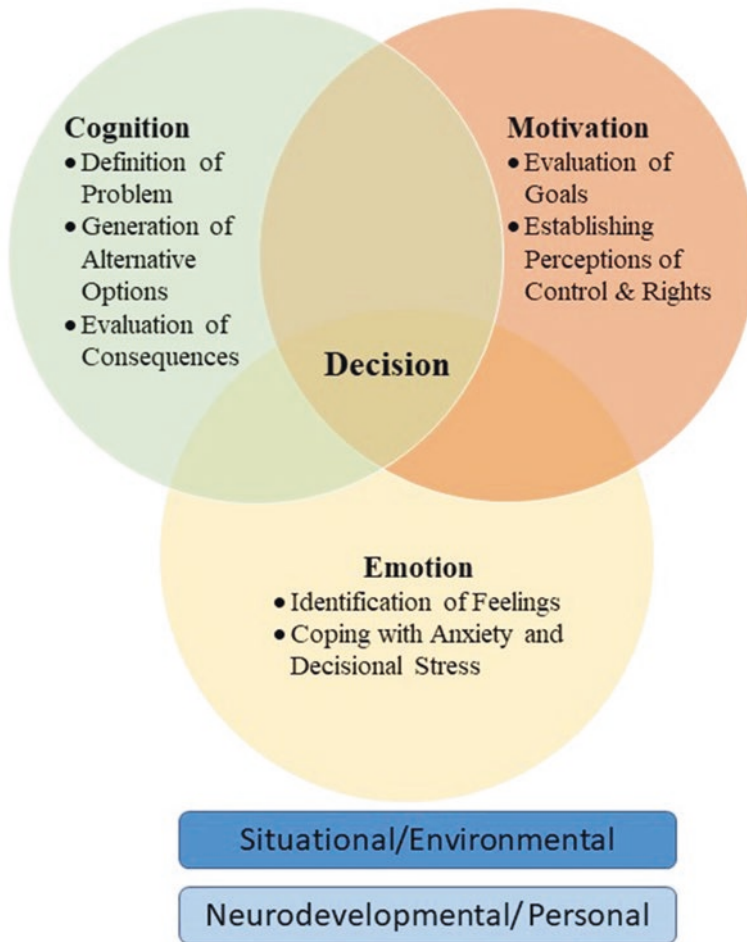 Cognition
• Definition of
Problem
• Generation of
Alternative
Options
• Evaluation of
Consequences
Motivation
• Evaluation of
Goals
• Establishing
Perceptions of
Control & Rights
Decision
Emotion
• Identification of Feelings
• Coping with Anxiety and
Decisional Stress
Situational/Environmental
Neurodevelopmental/Personal